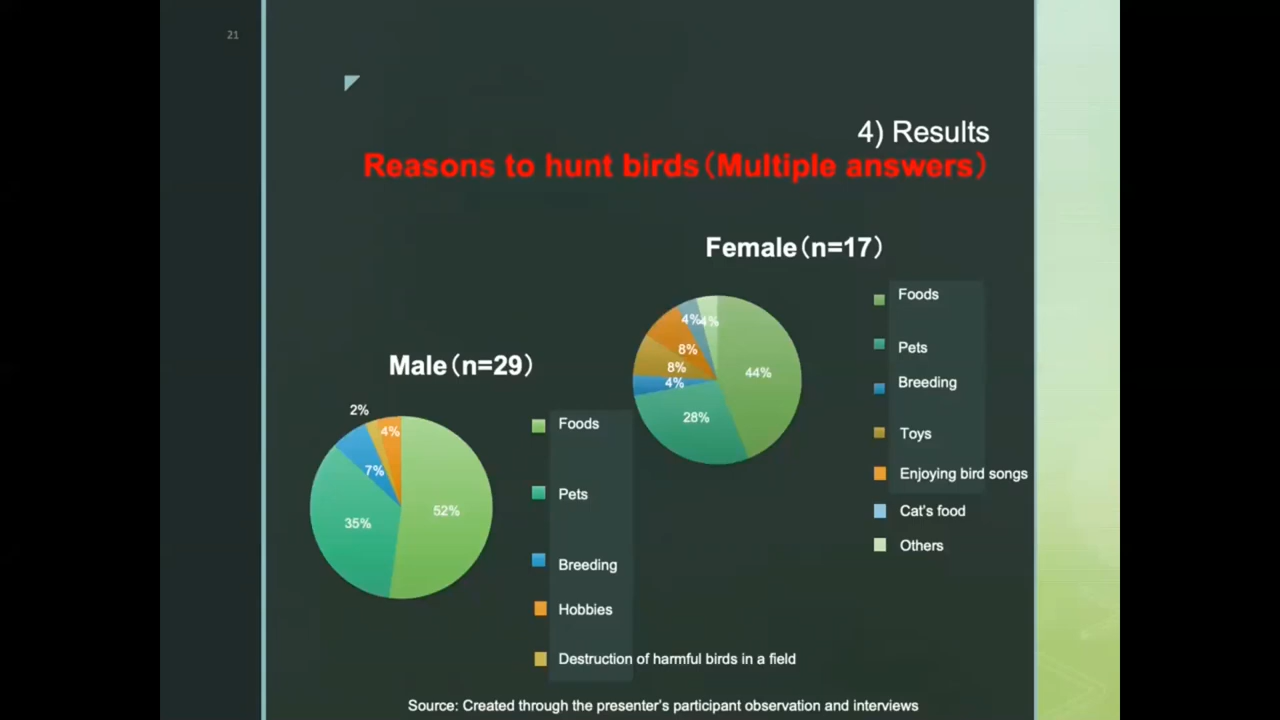 21
4) Results
Reasons to hunt birds（Multiple answers）
Female（n=17）
4%
4%
8%
8%
4%
44%
28%
Foods
Pets
Breeding
Toys
Enjoying bird songs
Cat's food
Others
Male（n=29）
2%
4%
7%
35%
52%
Foods
Pets
Breeding
Hobbies
Destruction of harmful birds in a field
Source: Created through the presenter's participant observation and interviews